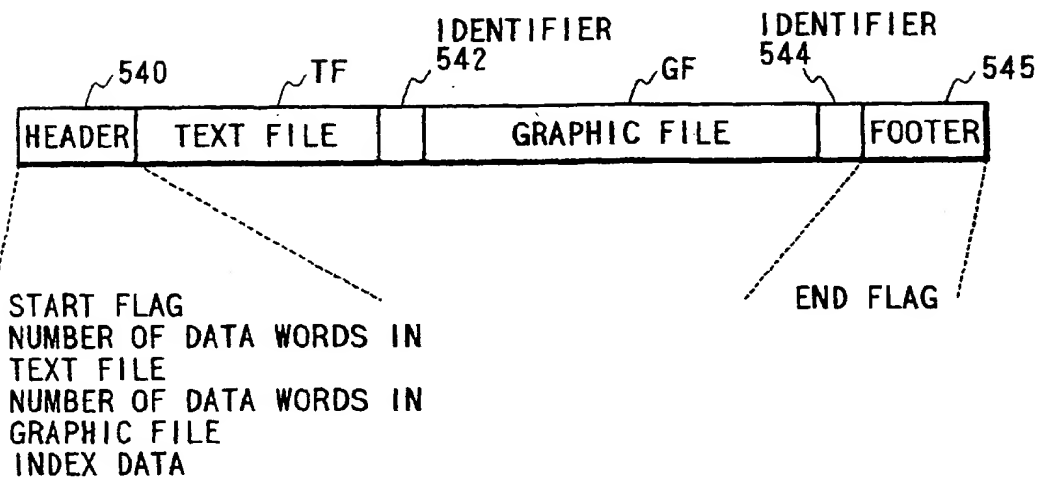 IDENTIFIER
542
IDENTIFIER
544
540
TF
GF
545
HEADER
TEXT FILE
GRAPHIC FILE
FOOTER
START FLAG
NUMBER OF DATA WORDS IN
TEXT FILE
NUMBER OF DATA WORDS IN
GRAPHIC FILE
INDEX DATA
END FLAG